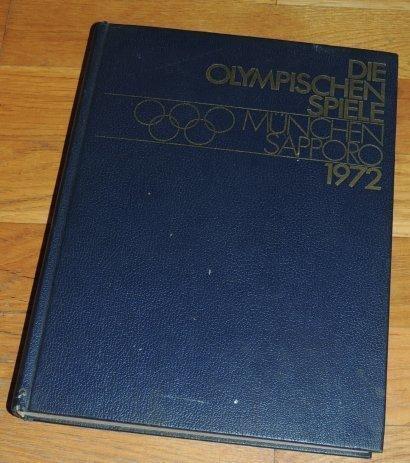 DIE
OLYMPISCHEN
SPIELE
MÜNCHEN
SAPPORO
1972